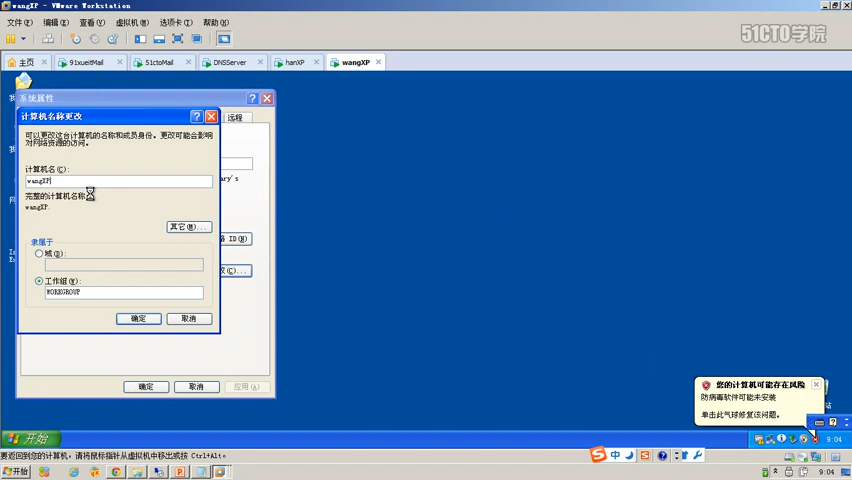 wangXP - VMware Workstation
文件(F) 编辑(E) 查看(V) 虚拟机(M) 选项卡(T) 帮助(H)
51CTO学院
主页 91xueitMail 51ctoMail DNSServer hanXP wangXP
系统属性
计算机名称更改
远程
可以更改这台计算机的名称和成员身份。更改可能会影响
对网络资源的访问。
计算机名(C):
wangXP
ary's
完整的计算机名称
wangXP.
其它(M)...
ID(N)
隶属于
域(D):
(C)...
工作组(W):
WORKGROUP
确定 取消
确定 取消 应用(A)
您的计算机可能存在风险
防病毒软件可能未安装
单击此气球修复该问题。
开始
9:04
要返回到您的计算机，请将鼠标指针从虚拟机中移出或按 Ctrl+Alt。
中
开始
9:04